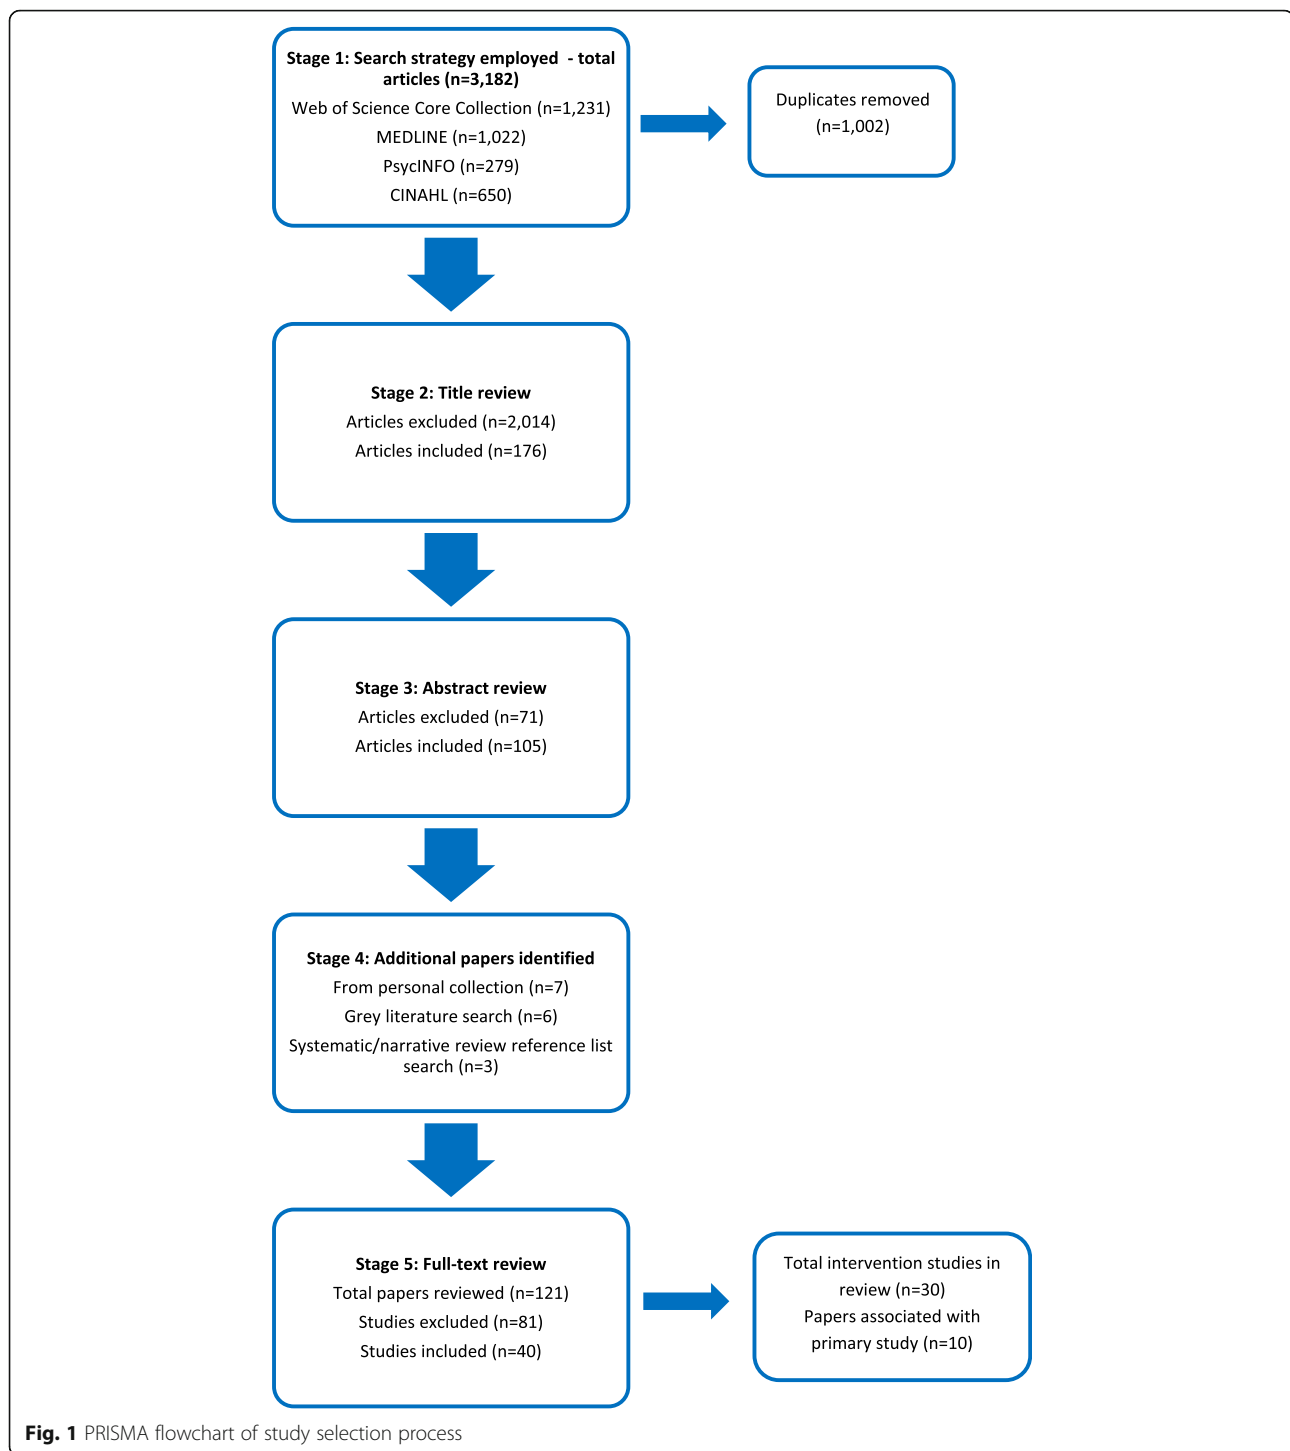 Stage 1: Search strategy employed - total
articles (n=3,182)
Web of Science Core Collection (n=1,231)
MEDLINE (n=1,022)
PsycINFO (n=279)
CINAHL (n=650)
Duplicates removed
(n=1,002)
Stage 2: Title review
Articles excluded (n=2,014)
Articles included (n=176)
Stage 3: Abstract review
Articles excluded (n=71)
Articles included (n=105)
Stage 4: Additional papers identified
From personal collection (n=7)
Grey literature search (n=6)
Systematic/narrative review reference list
search (n=3)
Stage 5: Full-text review
Total papers reviewed (n=121)
Studies excluded (n=81)
Studies included (n=40)
Total intervention studies in
review (n=30)
Papers associated with
primary study (n=10)
Fig. 1 PRISMA flowchart of study selection process